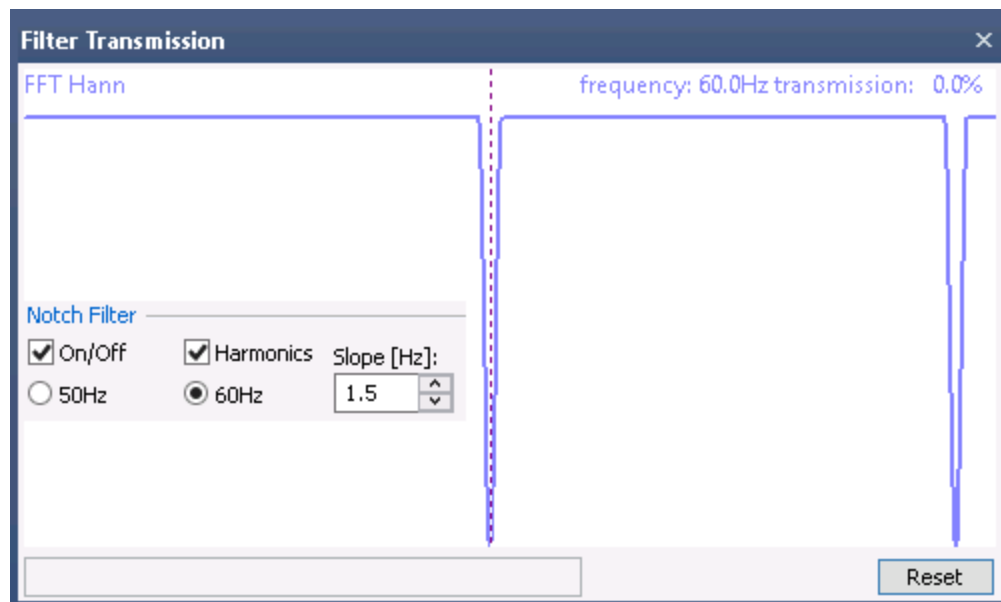 Filter Transmission
FFT Hann frequency: 60.0Hz transmission: 0.0%
Notch Filter
On/Off Harmonics Slope [Hz]:
50Hz 60Hz 1.5
Reset